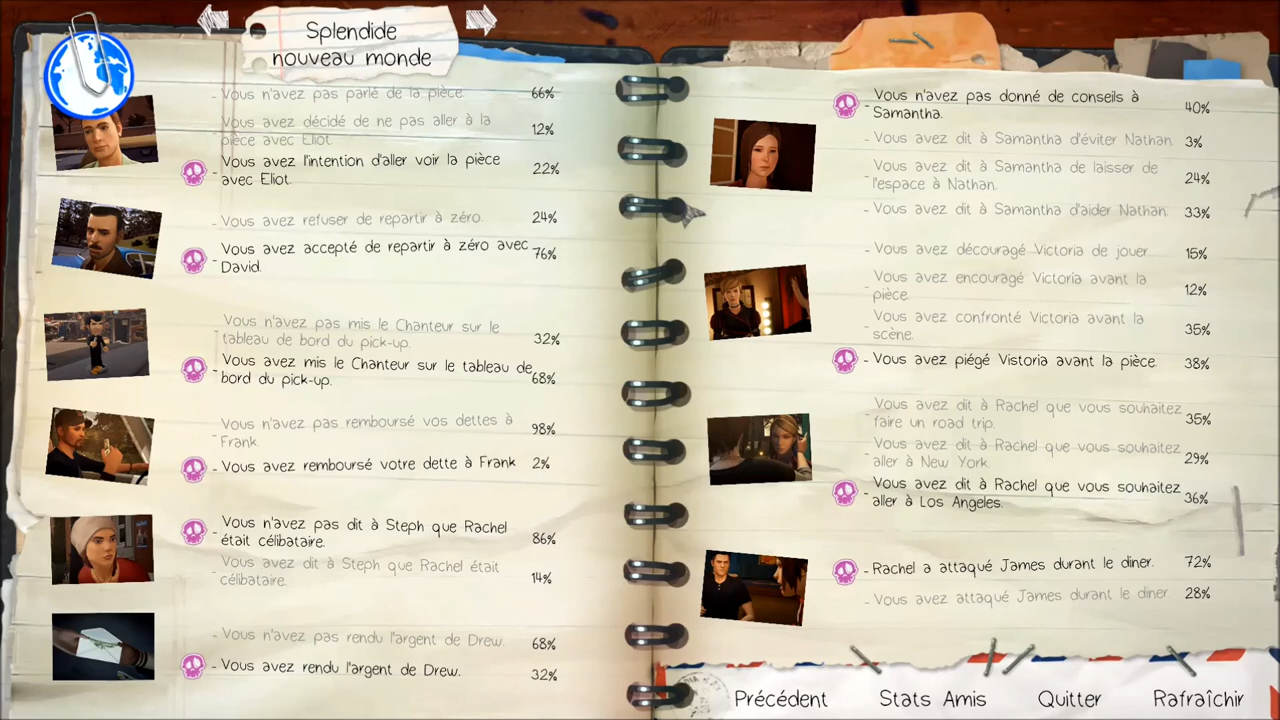 Splendide
nouveau monde
- Vous n'avez pas parlé de la pièce. 66%
- Vous avez décidé de ne pas aller à la
pièce avec Eliot. 12%
- Vous avez l'intention d'aller voir la pièce
avec Eliot. 22%
- Vous avez refuser de repartir à zéro. 24%
- Vous avez accepté de repartir à zéro avec
David. 76%
- Vous n'avez pas mis le Chanteur sur le
tableau de bord du pick-up. 32%
- Vous avez mis le Chanteur sur le tableau de
bord du pick-up. 68%
- Vous n'avez pas remboursé vos dettes à
Frank. 98%
- Vous avez remboursé votre dette à Frank 2%
- Vous n'avez pas dit à Steph que Rachel
était célibataire. 86%
- Vous avez dit à Steph que Rachel était
célibataire. 14%
- Vous n'avez pas rendu l'argent de Drew. 68%
- Vous avez rendu l'argent de Drew. 32%
- Vous n'avez pas donné de conseils à
Samantha. 40%
- Vous avez dit à Samantha d'éviter Nathan. 3%
- Vous avez dit à Samantha de laisser de
l'espace à Nathan. 24%
- Vous avez dit à Samantha d'aider Nathan. 33%
- Vous avez découragé Victoria de jouer. 15%
- Vous avez encouragé Victoria avant la
pièce. 12%
- Vous avez confronté Victoria avant la
scène. 35%
- Vous avez piégé Vistoria avant la pièce. 38%
- Vous avez dit à Rachel que vous souhaitez
faire un road trip. 35%
- Vous avez dit à Rachel que vous souhaitez
aller à New York. 29%
- Vous avez dit à Rachel que vous souhaitez
aller à Los Angeles. 36%
- Rachel a attaqué James durant le diner. 72%
- Vous avez attaqué James durant le diner. 28%
Précédent Stats Amis Quitter Rafraîchir